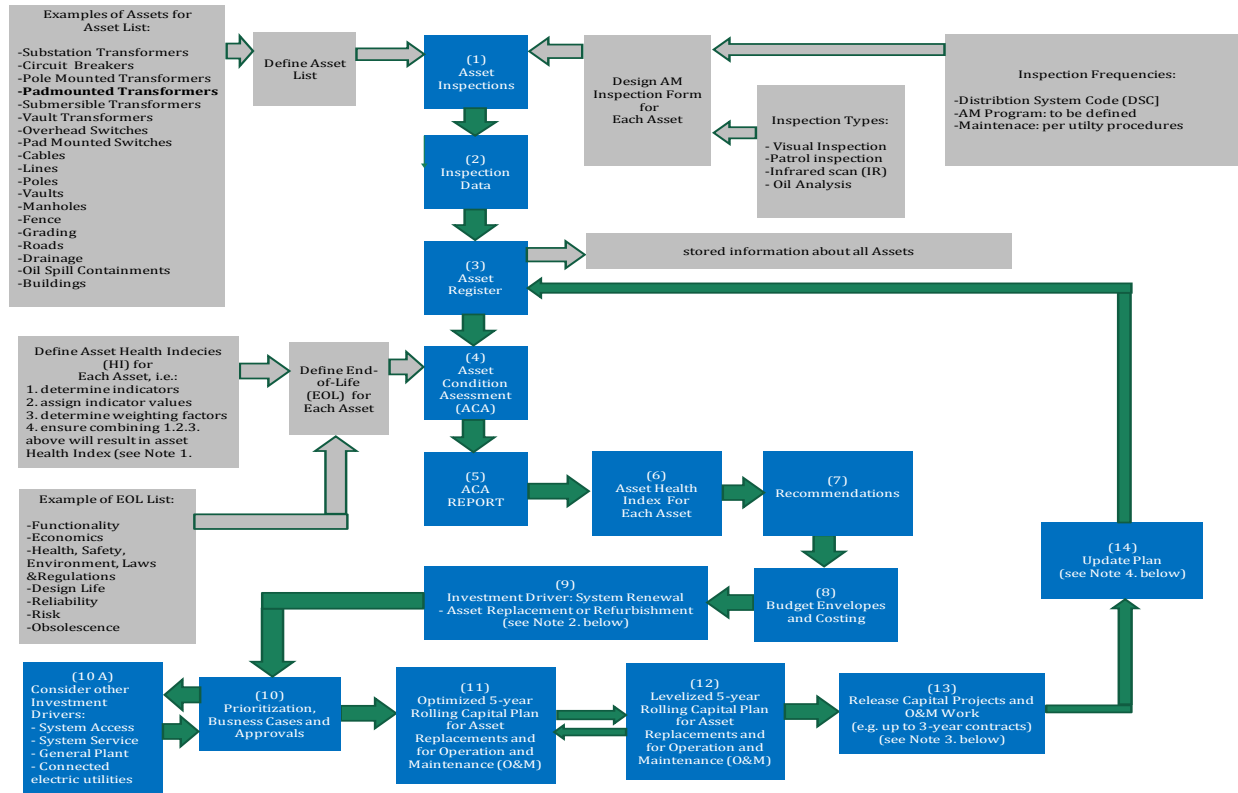 Examples of Assets for
Asset List:
-Substation Transformers
-Circuit Breakers
-Pole Mounted Transformers
-Padmounted Transformers
-Submersible Transformers
-Vault Transformers
-Overhead Switches
-Pad Mounted Switches
-Cables
-Lines
-Poles
-Vaults
-Manholes
-Fence
-Grading
-Roads
-Drainage
-Oil Spill Containments
-Buildings
Define Asset
List
(1)
Asset
Inspections
Design AM
Inspection Form
for
Each Asset
Inspection Types:
- Visual Inspection
-Patrol inspection
-Infrared scan (IR)
- Oil Analysis
Inspection Frequencies:
-Distribtion System Code (DSC]
-AM Program: to be defined
-Maintenace: per utilty procedures
(2)
Inspection
Data
(3)
Asset
Register
stored information about all Assets
Define Asset Health Indecies
(HI) for
Each Asset, i.e.:
1. determine indicators
2. assign indicator values
3. determine weighting factors
4. ensure combining 1.2.3.
above will result in asset
Health Index (see Note 1.
Define End-
of-Life
(EOL) for
Each Asset
(4)
Asset
Condition
Asessment
(ACA)
Example of EOL List:
-Functionality
-Economics
-Health, Safety,
Environment, Laws
&Regulations
-Design Life
-Reliability
-Risk
-Obsolescence
(5)
ACA
REPORT
(6)
Asset Health
Index For
Each Asset
(7)
Recommendations
(8)
Budget Envelopes
and Costing
(9)
Investment Driver: System Renewal
- Asset Replacement or Refurbishment
(see Note 2. below)
(10 A)
Consider other
Investment
Drivers:
- System Access
- System Service
- General Plant
- Connected
electric utilities
(10)
Prioritization,
Business Cases and
Approvals
(11)
Optimized 5-year
Rolling Capital Plan
for Asset
Replacements and
for Operation and
Maintenance (O&M)
(12)
Levelized 5-year
Rolling Capital Plan
for Asset
Replacements and
for Operation and
Maintenance (O&M)
(13)
Release Capital Projects and
O&M Work
(e.g. up to 3-year contracts)
(see Note 3. below)
(14)
Update Plan
(see Note 4. below)